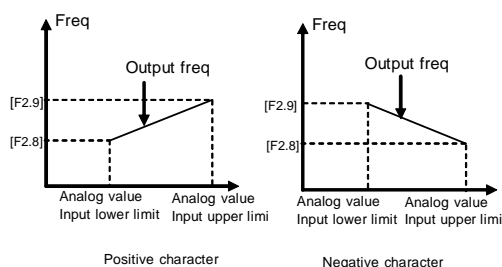 Freq
Output freq
[F2.9]
[F2.8]
Analog value
Input lower limit
Analog value
Input upper limi
Positive character
Freq
Output freq
[F2.9]
[F2.8]
Analog value
Input lower limit
Analog value
Input upper limi
Negative character